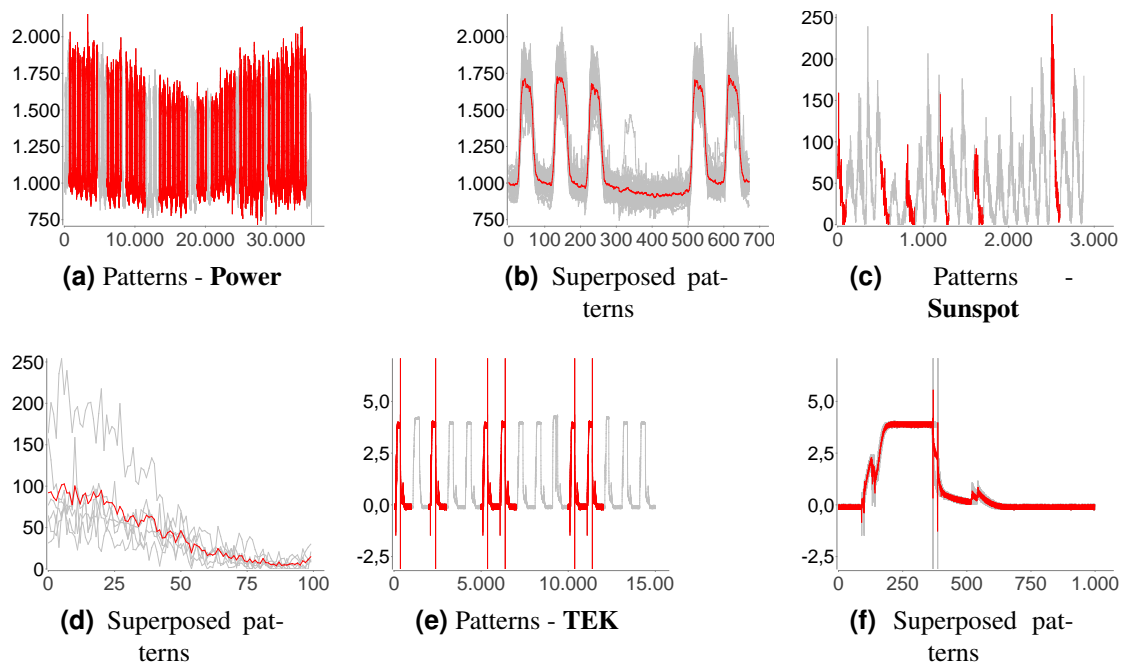 2.000
1.750
1.500
1.250
1.000
750
0 10.000 20.000 30.000
(a) Patterns - Power
2.000
1.750
1.500
1.250
1.000
750
0 100 200 300 400 500 600 700
(b) Superposed pat-
terns
250
200
150
100
50
0
0 1.000 2.000 3.000
(c) Patterns -
Sunspot
250
200
150
100
50
0
0 25 50 75 100
(d) Superposed pat-
terns
5,0
2,5
0,0
-2,5
0 5.000 10.000 15.000
(e) Patterns - TEK
5,0
2,5
0,0
-2,5
0 250 500 750 1.000
(f) Superposed pat-
terns